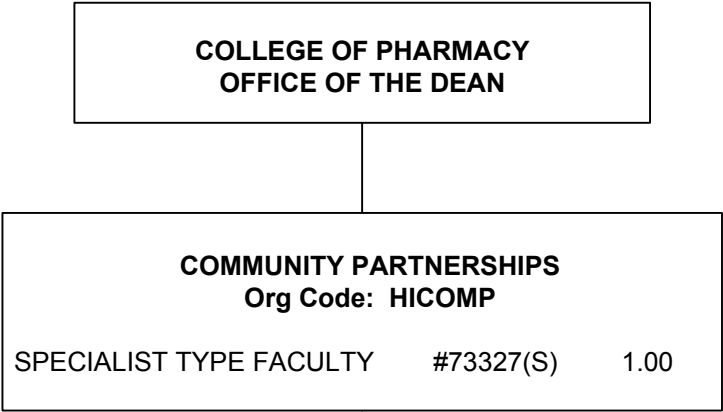 COLLEGE OF PHARMACY
OFFICE OF THE DEAN
COMMUNITY PARTNERSHIPS
Org Code: HICOMP
SPECIALIST TYPE FACULTY #73327(S) 1.00